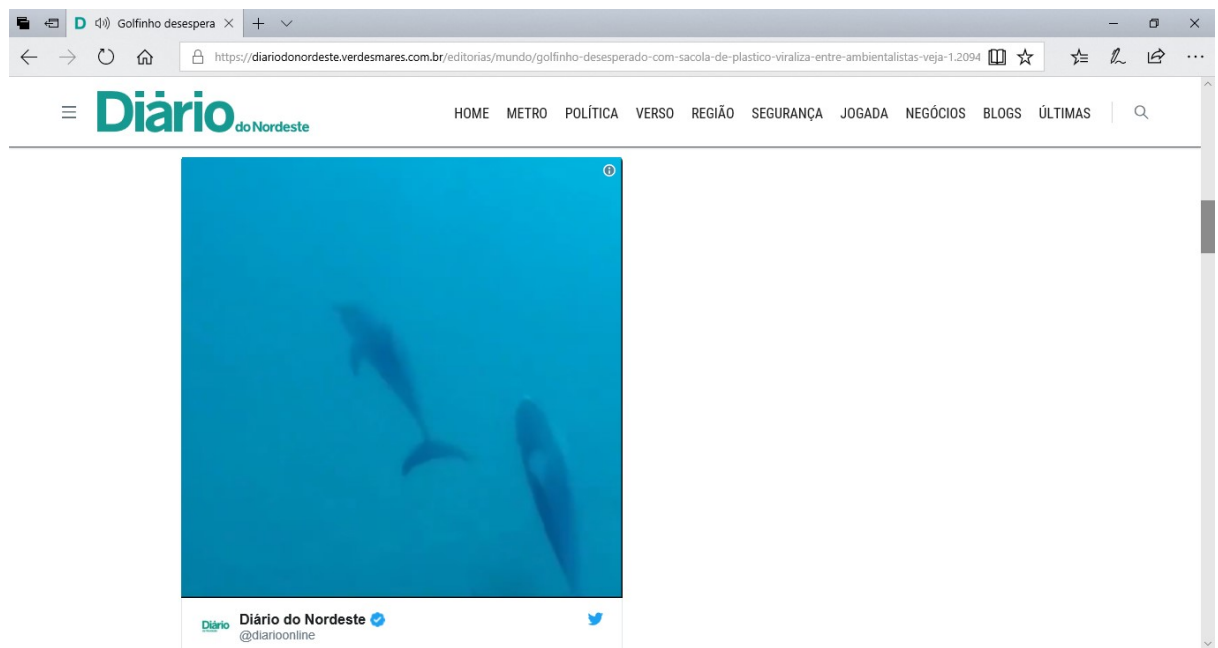 Golfinho desespera
https://diariodonordeste.verdesmares.com.br/editorias/mundo/golfinho-desesperado-com-sacola-de-plastico-viraliza-entre-ambientalistas-veja-1.2094
Diário do Nordeste
HOME METRO POLÍTICA VERSO REGIÃO SEGURANÇA JOGADA NEGÓCIOS BLOGS ÚLTIMAS
Diário Diário do Nordeste
@diarioonline